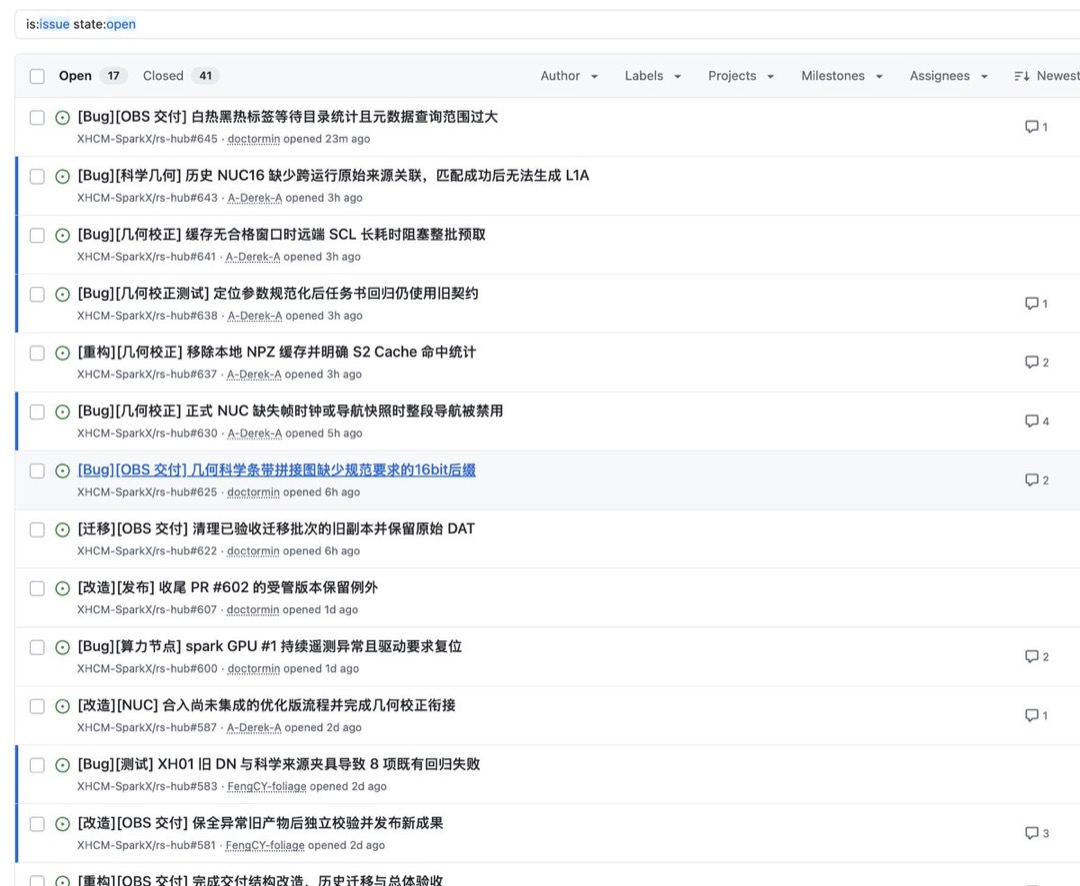 is:issue state:open
Open 17 Closed 41 Author Labels Projects Milestones Assignees Newest
[Bug][OBS 交付] 白热黑热标签等待目录统计且元数据查询范围过大
1
XHCM-SparkX/rs-hub#645 · doctormin opened 23m ago
[Bug][科学几何] 历史 NUC16 缺少跨运行原始来源关联，匹配成功后无法生成 L1A
XHCM-SparkX/rs-hub#643 · A-Derek-A opened 3h ago
[Bug][几何校正] 缓存无合格窗口时远端 SCL 长耗时阻塞整批预取
XHCM-SparkX/rs-hub#641 · A-Derek-A opened 3h ago
[Bug][几何校正测试] 定位参数规范化后任务书回归仍使用旧契约
1
XHCM-SparkX/rs-hub#638 · A-Derek-A opened 3h ago
[重构][几何校正] 移除本地 NPZ 缓存并明确 S2 Cache 命中统计
2
XHCM-SparkX/rs-hub#637 · A-Derek-A opened 3h ago
[Bug][几何校正] 正式 NUC 缺失帧时钟或导航快照时整段导航被禁用
4
XHCM-SparkX/rs-hub#630 · A-Derek-A opened 5h ago
[Bug][OBS 交付] 几何科学条带拼接图缺少规范要求的16bit后缀
2
XHCM-SparkX/rs-hub#625 · doctormin opened 6h ago
[迁移][OBS 交付] 清理已验收迁移批次的旧副本并保留原始 DAT
XHCM-SparkX/rs-hub#622 · doctormin opened 6h ago
[改造][发布] 收尾 PR #602 的受管版本保留例外
XHCM-SparkX/rs-hub#607 · doctormin opened 1d ago
[Bug][算力节点] spark GPU #1 持续遥测异常且驱动要求复位
2
XHCM-SparkX/rs-hub#600 · doctormin opened 1d ago
[改造][NUC] 合入尚未集成的优化版流程并完成几何校正衔接
1
XHCM-SparkX/rs-hub#587 · A-Derek-A opened 2d ago
[Bug][测试] XH01 旧 DN 与科学来源夹具导致 8 项既有回归失败
XHCM-SparkX/rs-hub#583 · FengCY-foliage opened 2d ago
[改造][OBS 交付] 保全异常旧产物后独立校验并发布新成果
3
XHCM-SparkX/rs-hub#581 · FengCY-foliage opened 2d ago
[重构][OBS 交付] 完成交付结构改造、历史迁移与总体验收